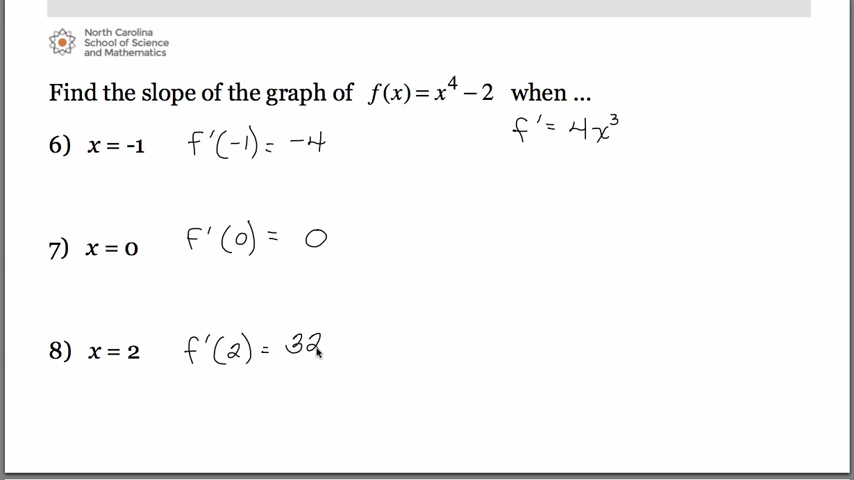 North Carolina
School of Science
and Mathematics
Find the slope of the graph of f(x) = x⁴ – 2 when ...
f' = 4x³
6) x = -1 f'(-1) = -4
7) x = 0 f'(0) = 0
8) x = 2 f'(2) = 32